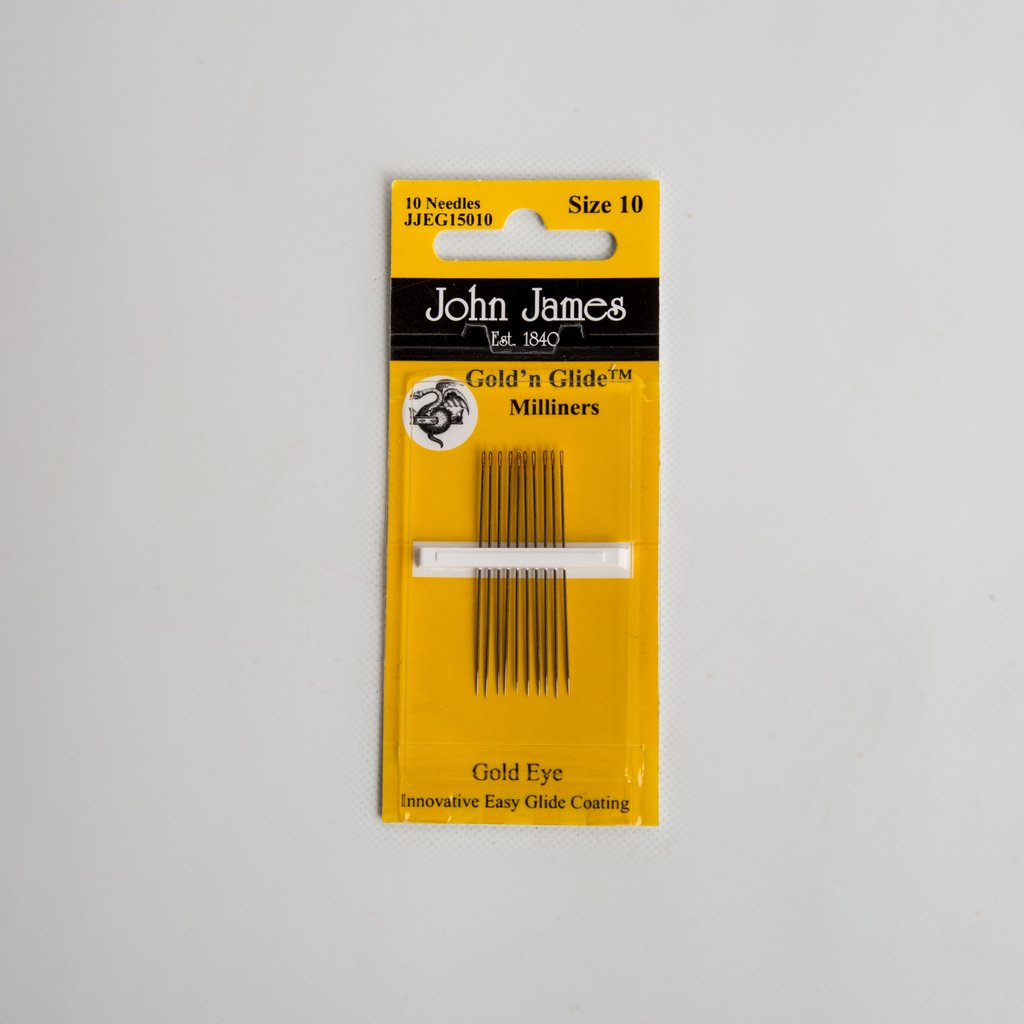 10 Needles
JJEG15010
Size 10
John James
Est. 1840
Gold'n Glide™
Milliners
Gold Eye
Innovative Easy Glide Coating